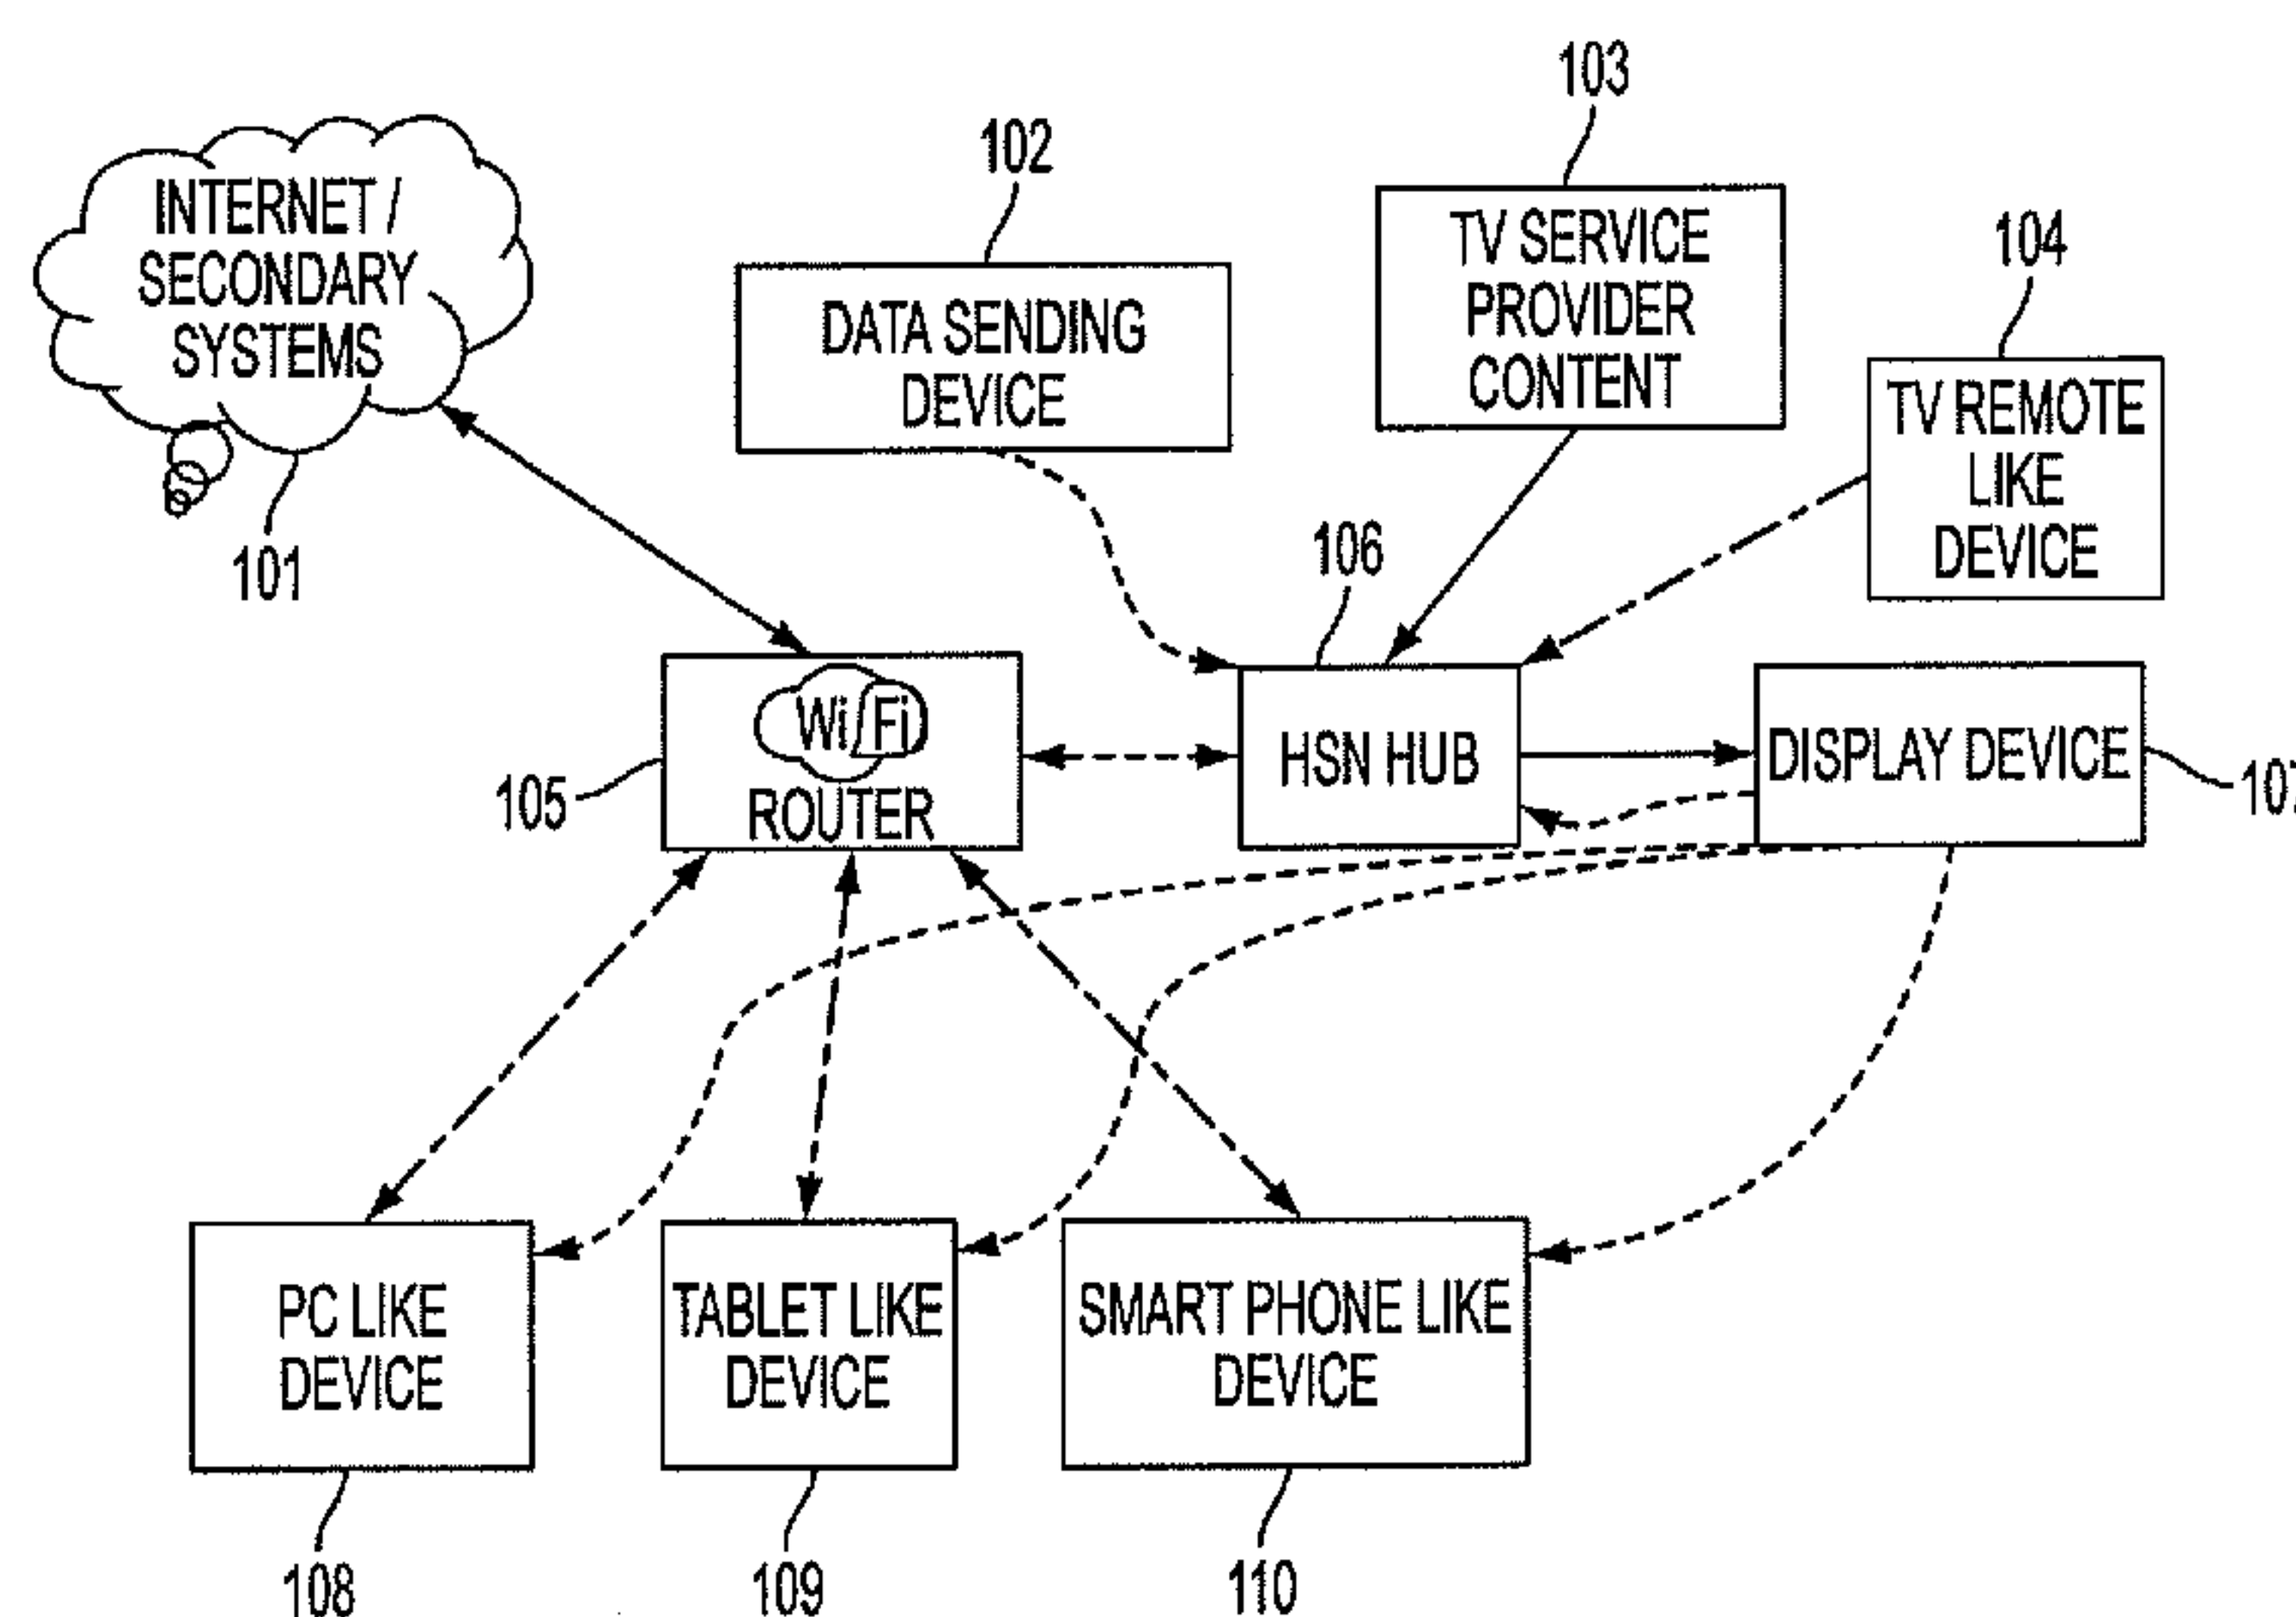 103
102
INTERNET /
SECONDARY
SYSTEMS
TV SERVICE
PROVIDER
CONTENT
104
DATA SENDING
DEVICE
TV REMOTE
LIKE
DEVICE
101
106
Wi Fi
ROUTER
105
HSN HUB
DISPLAY DEVICE
107
PC LIKE
DEVICE
TABLET LIKE
DEVICE
SMART PHONE LIKE
DEVICE
108
109
110